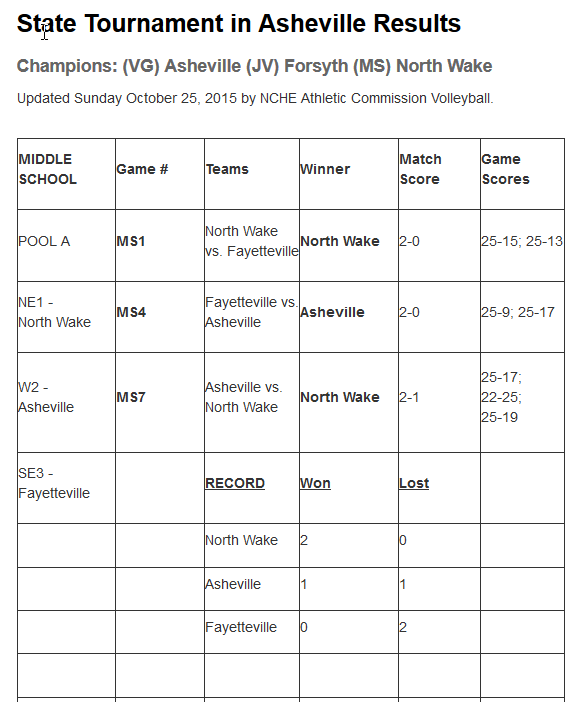 State Tournament in Asheville Results
Champions: (VG) Asheville (JV) Forsyth (MS) North Wake
Updated Sunday October 25, 2015 by NCHE Athletic Commission Volleyball.
MIDDLE
SCHOOL
Game #
Teams
Winner
Match
Score
Game
Scores
POOL A
MS1
North Wake
vs. Fayetteville
North Wake
2-0
25-15; 25-13
NE1 -
North Wake
MS4
Fayetteville vs.
Asheville
Asheville
2-0
25-9; 25-17
W2 -
Asheville
MS7
Asheville vs.
North Wake
North Wake
2-1
25-17;
22-25;
25-19
SE3 -
Fayetteville
RECORD
Won
Lost
North Wake
2
0
Asheville
1
1
Fayetteville
0
2